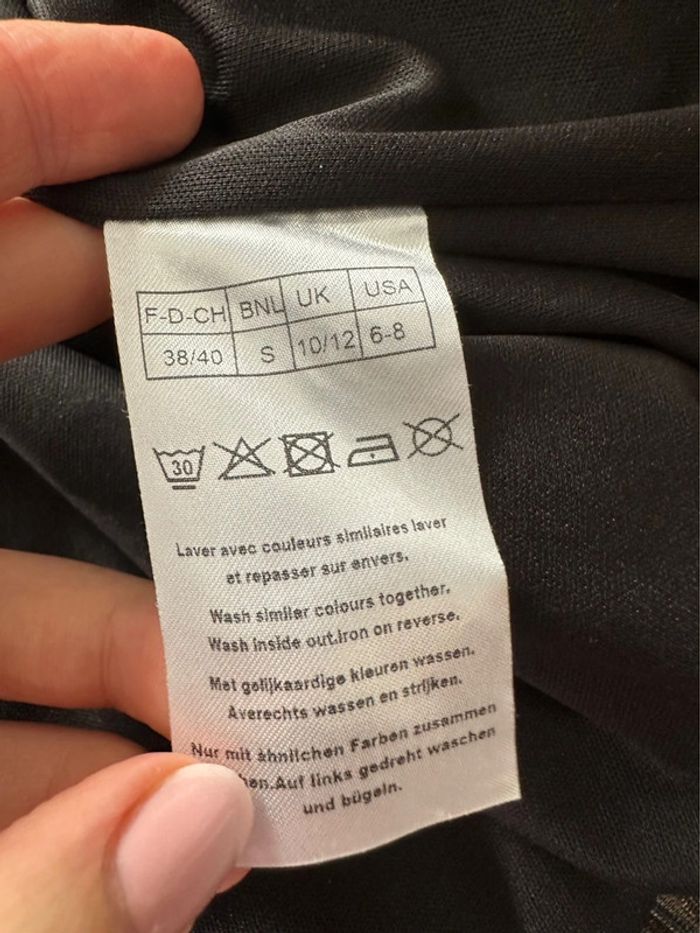 F-D-CH BNL UK USA
38/40 S 10/12 6-8
30
Laver avec couleurs similaires laver
et repasser sur envers.
Wash similar colours together.
Wash inside out.Iron on reverse.
Met gelijkaardige kleuren wassen.
Averechts wassen en strijken.
Nur mit ähnlichen Farben zusammen
Auf links gedreht waschen
und bügeln.